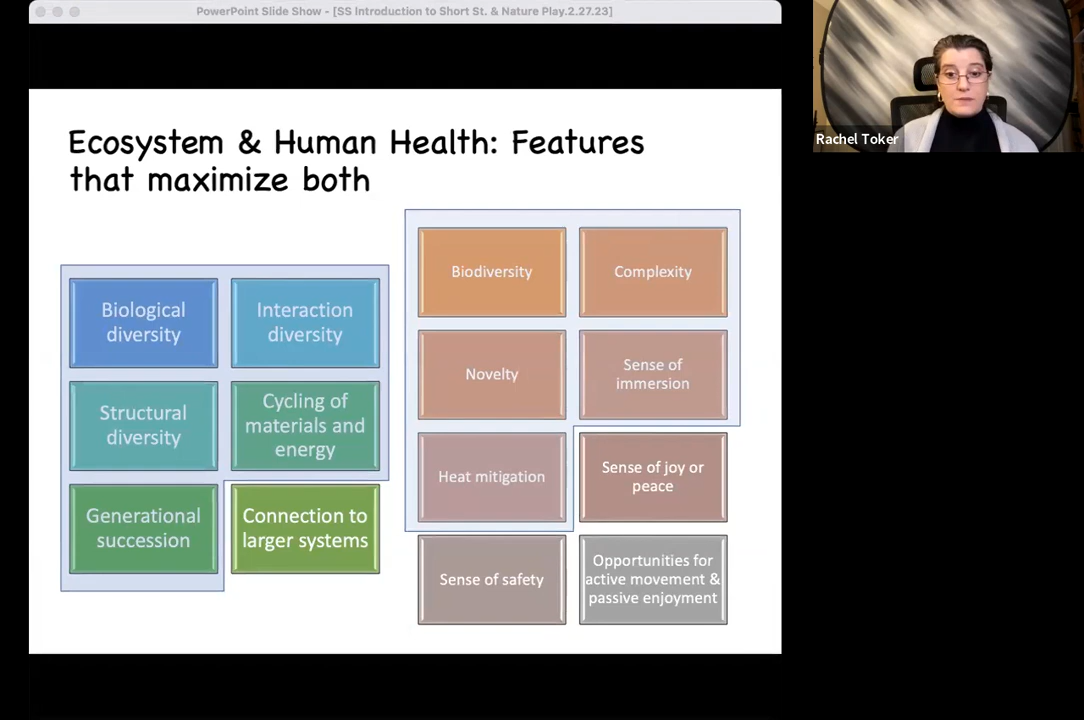 PowerPoint Slide Show - [SS Introduction to Short St. & Nature Play.2.27.23]
Rachel Toker
Ecosystem & Human Health: Features
that maximize both
Biological
diversity
Interaction
diversity
Structural
diversity
Cycling of
materials and
energy
Generational
succession
Connection to
larger systems
Biodiversity
Complexity
Novelty
Sense of
immersion
Heat mitigation
Sense of joy or
peace
Sense of safety
Opportunities for
active movement &
passive enjoyment